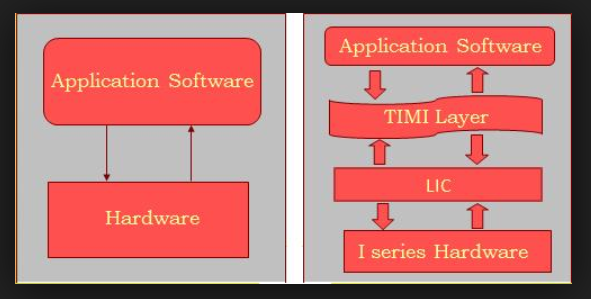 Application Software
Hardware
Application Software
TIMI Layer
LIC
I series Hardware